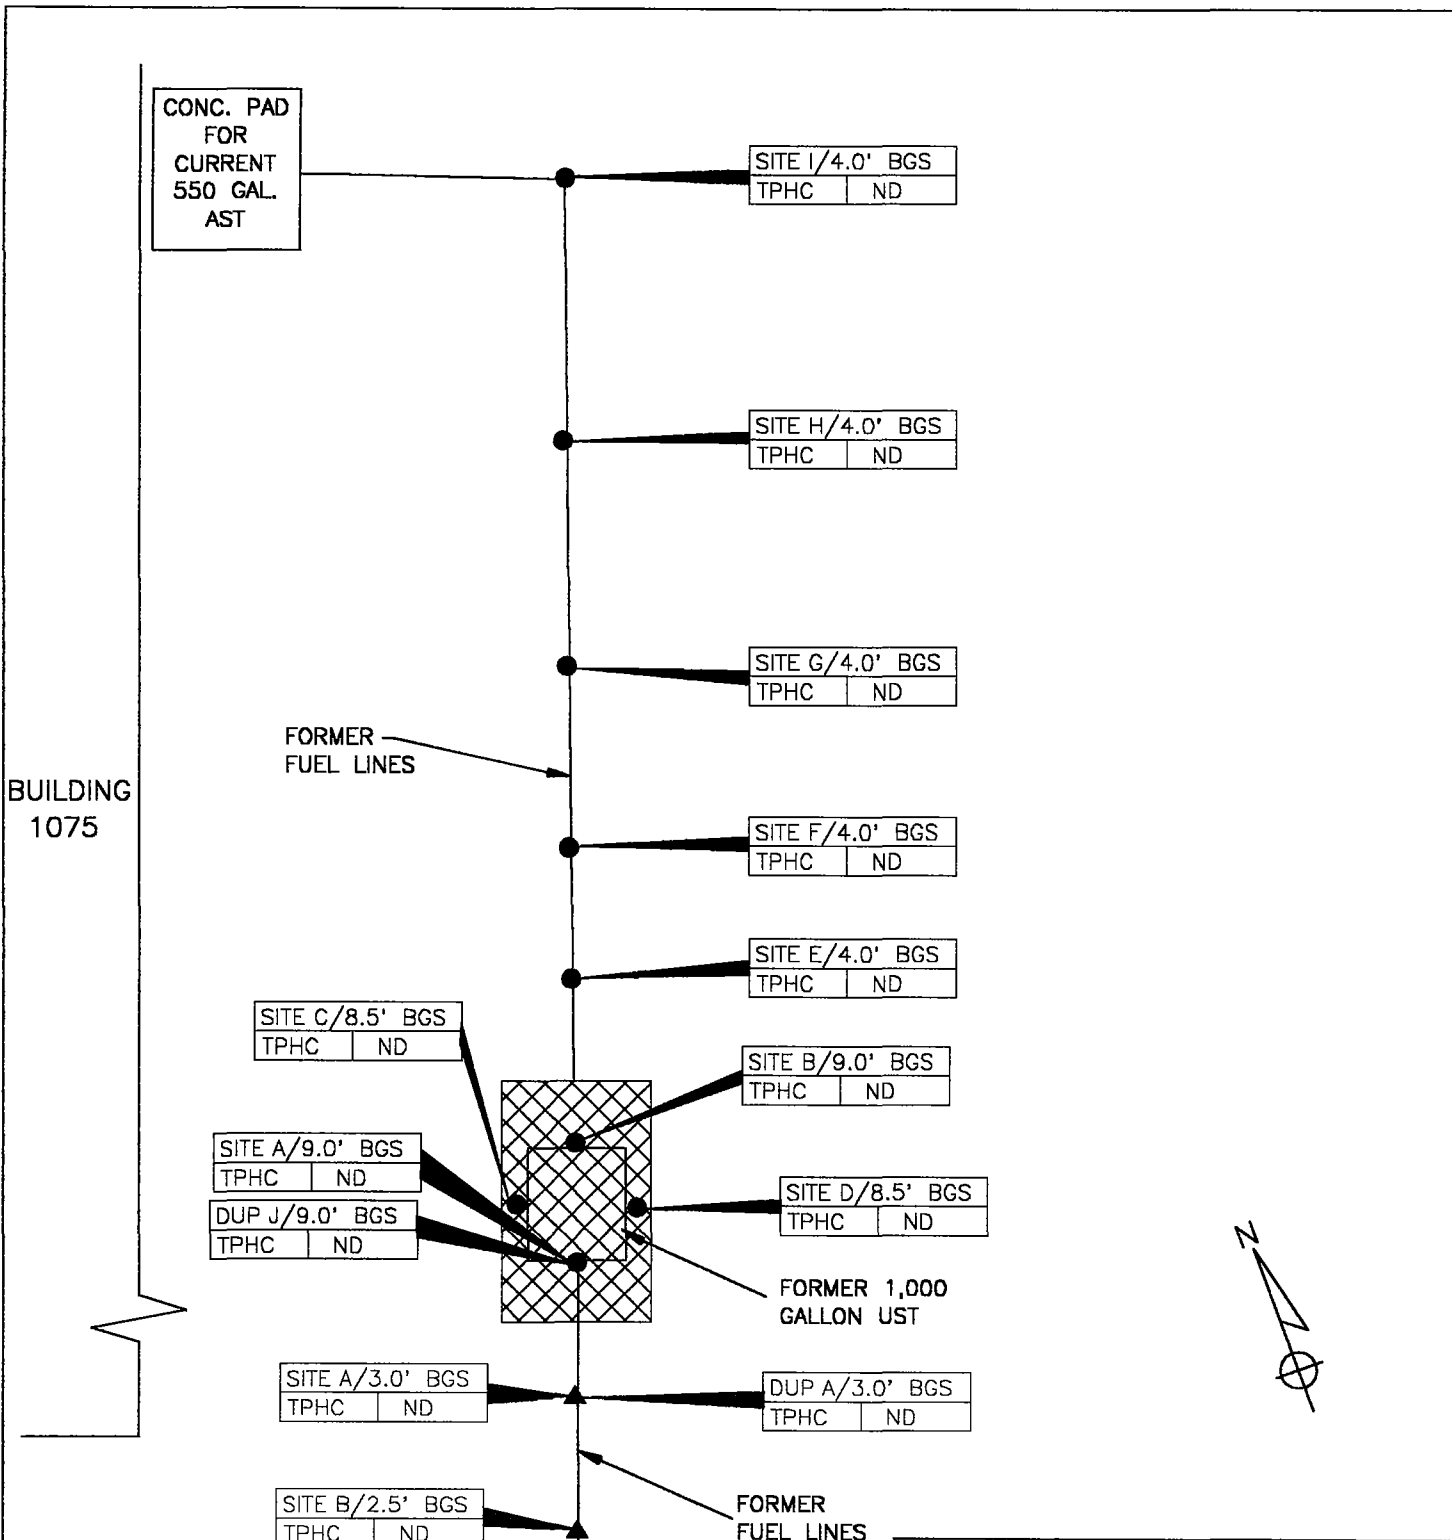 CONC. PAD
FOR
CURRENT
550 GAL.
AST
SITE I/4.0' BGS
TPHC ND
SITE H/4.0' BGS
TPHC ND
SITE G/4.0' BGS
TPHC ND
FORMER
FUEL LINES
BUILDING
1075
SITE F/4.0' BGS
TPHC ND
SITE E/4.0' BGS
TPHC ND
SITE C/8.5' BGS
TPHC ND
SITE B/9.0' BGS
TPHC ND
SITE A/9.0' BGS
TPHC ND
DUP J/9.0' BGS
TPHC ND
SITE D/8.5' BGS
TPHC ND
FORMER 1,000
GALLON UST
N
SITE A/3.0' BGS
TPHC ND
DUP A/3.0' BGS
TPHC ND
SITE B/2.5' BGS
TPHC ND
FORMER
FUEL LINES